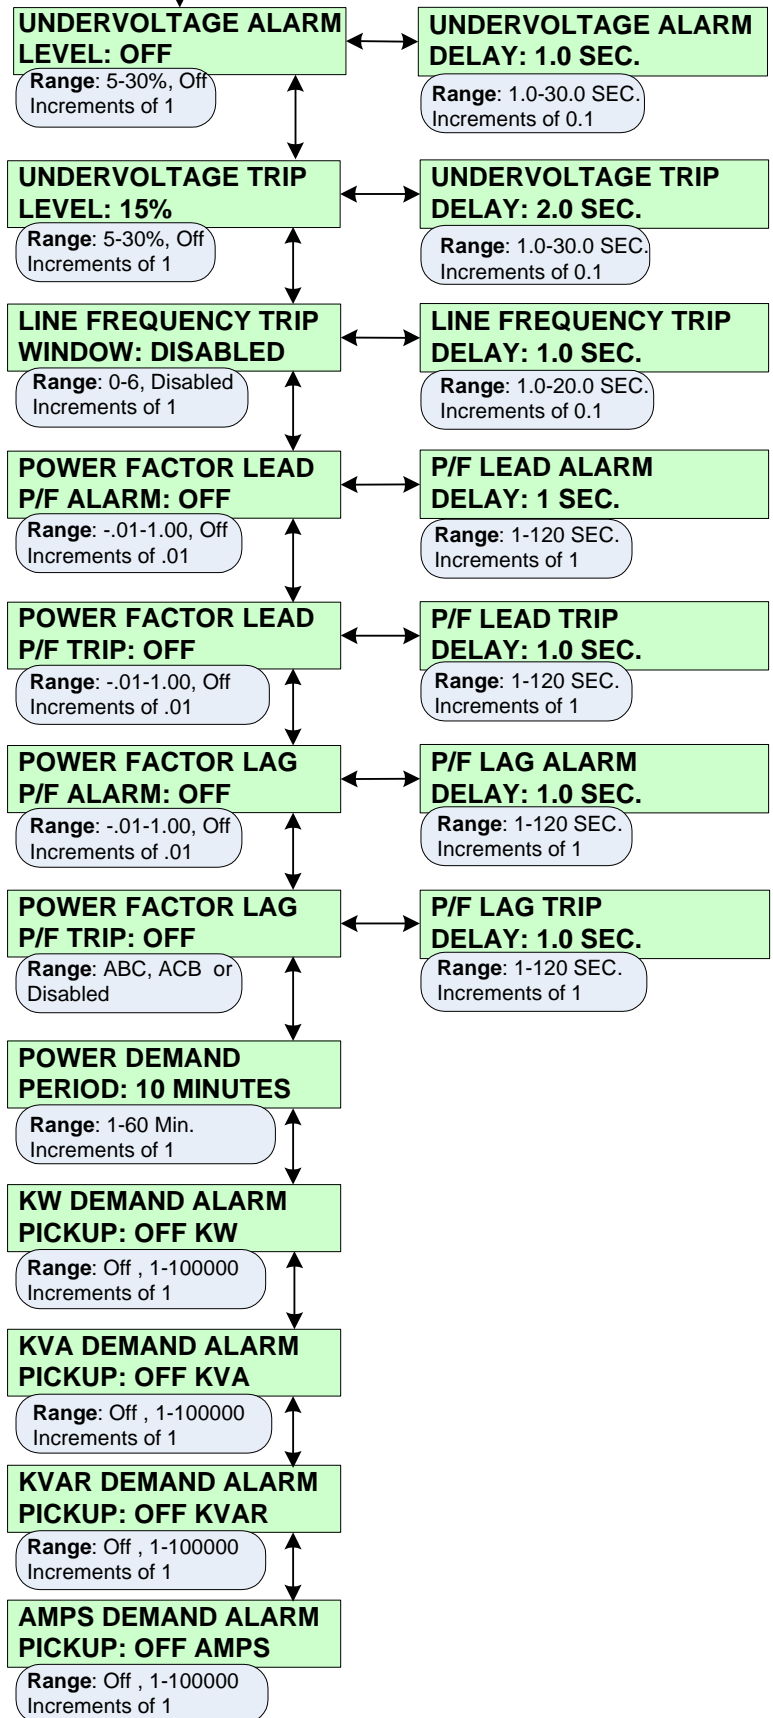 UNDERVOLTAGE ALARM
LEVEL: OFF
Range: 5-30%, Off
Increments of 1
UNDERVOLTAGE ALARM
DELAY: 1.0 SEC.
Range: 1.0-30.0 SEC.
Increments of 0.1
UNDERVOLTAGE TRIP
LEVEL: 15%
Range: 5-30%, Off
Increments of 1
UNDERVOLTAGE TRIP
DELAY: 2.0 SEC.
Range: 1.0-30.0 SEC.
Increments of 0.1
LINE FREQUENCY TRIP
WINDOW: DISABLED
Range: 0-6, Disabled
Increments of 1
LINE FREQUENCY TRIP
DELAY: 1.0 SEC.
Range: 1.0-20.0 SEC.
Increments of 0.1
POWER FACTOR LEAD
P/F ALARM: OFF
Range: -.01-1.00, Off
Increments of .01
P/F LEAD ALARM
DELAY: 1 SEC.
Range: 1-120 SEC.
Increments of 1
POWER FACTOR LEAD
P/F TRIP: OFF
Range: -.01-1.00, Off
Increments of .01
P/F LEAD TRIP
DELAY: 1.0 SEC.
Range: 1-120 SEC.
Increments of 1
POWER FACTOR LAG
P/F ALARM: OFF
Range: -.01-1.00, Off
Increments of .01
P/F LAG ALARM
DELAY: 1.0 SEC.
Range: 1-120 SEC.
Increments of 1
POWER FACTOR LAG
P/F TRIP: OFF
Range: ABC, ACB or
Disabled
P/F LAG TRIP
DELAY: 1.0 SEC.
Range: 1-120 SEC.
Increments of 1
POWER DEMAND
PERIOD: 10 MINUTES
Range: 1-60 Min.
Increments of 1
KW DEMAND ALARM
PICKUP: OFF KW
Range: Off , 1-100000
Increments of 1
KVA DEMAND ALARM
PICKUP: OFF KVA
Range: Off , 1-100000
Increments of 1
KVAR DEMAND ALARM
PICKUP: OFF KVAR
Range: Off , 1-100000
Increments of 1
AMPS DEMAND ALARM
PICKUP: OFF AMPS
Range: Off , 1-100000
Increments of 1